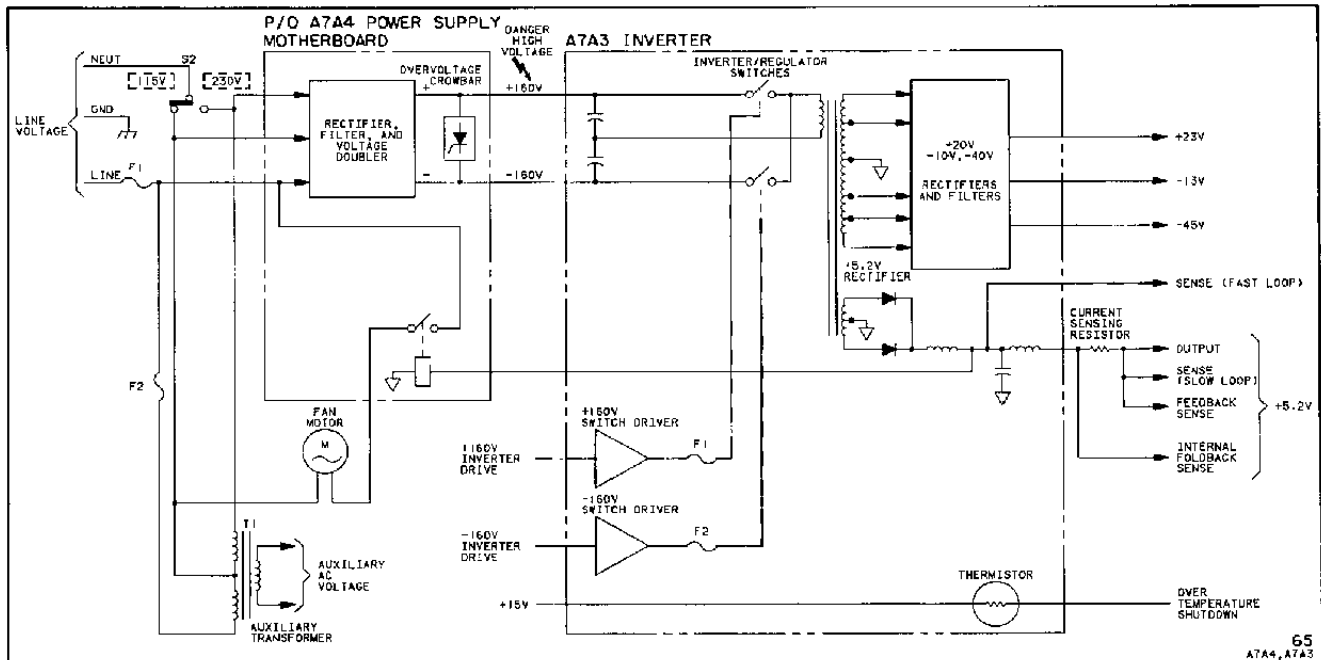 P/O A7A4 POWER SUPPLY
MOTHERBOARD
DANGER
HIGH
VOLTAGE
A7A3 INVERTER
NEUT
S2
115V
230V
OVERVOLTAGE
CROWBAR
+
+160V
INVERTER/REGULATOR
SWITCHES
GND
LINE
VOLTAGE
RECTIFIER,
FILTER, AND
VOLTAGE
DOUBLER
+20V
-10V,-40V
RECTIFIERS
AND FILTERS
+23V
LINE
F1
-
-160V
-13V
-45V
+5.2V
RECTIFIER
SENSE (FAST LOOP)
CURRENT
SENSING
RESISTOR
OUTPUT
SENSE
(SLOW LOOP)
FEEDBACK
SENSE
+5.2V
INTERNAL
FOLDBACK
SENSE
F2
FAN
MOTOR
M
+160V
SWITCH DRIVER
F1
+160V
INVERTER
DRIVE
-160V
SWITCH DRIVER
F2
-160V
INVERTER
DRIVE
T1
AUXILIARY
AC
VOLTAGE
AUXILIARY
TRANSFORMER
THERMISTOR
+15V
OVER
TEMPERATURE
SHUTDOWN
65
A7A4,A7A3